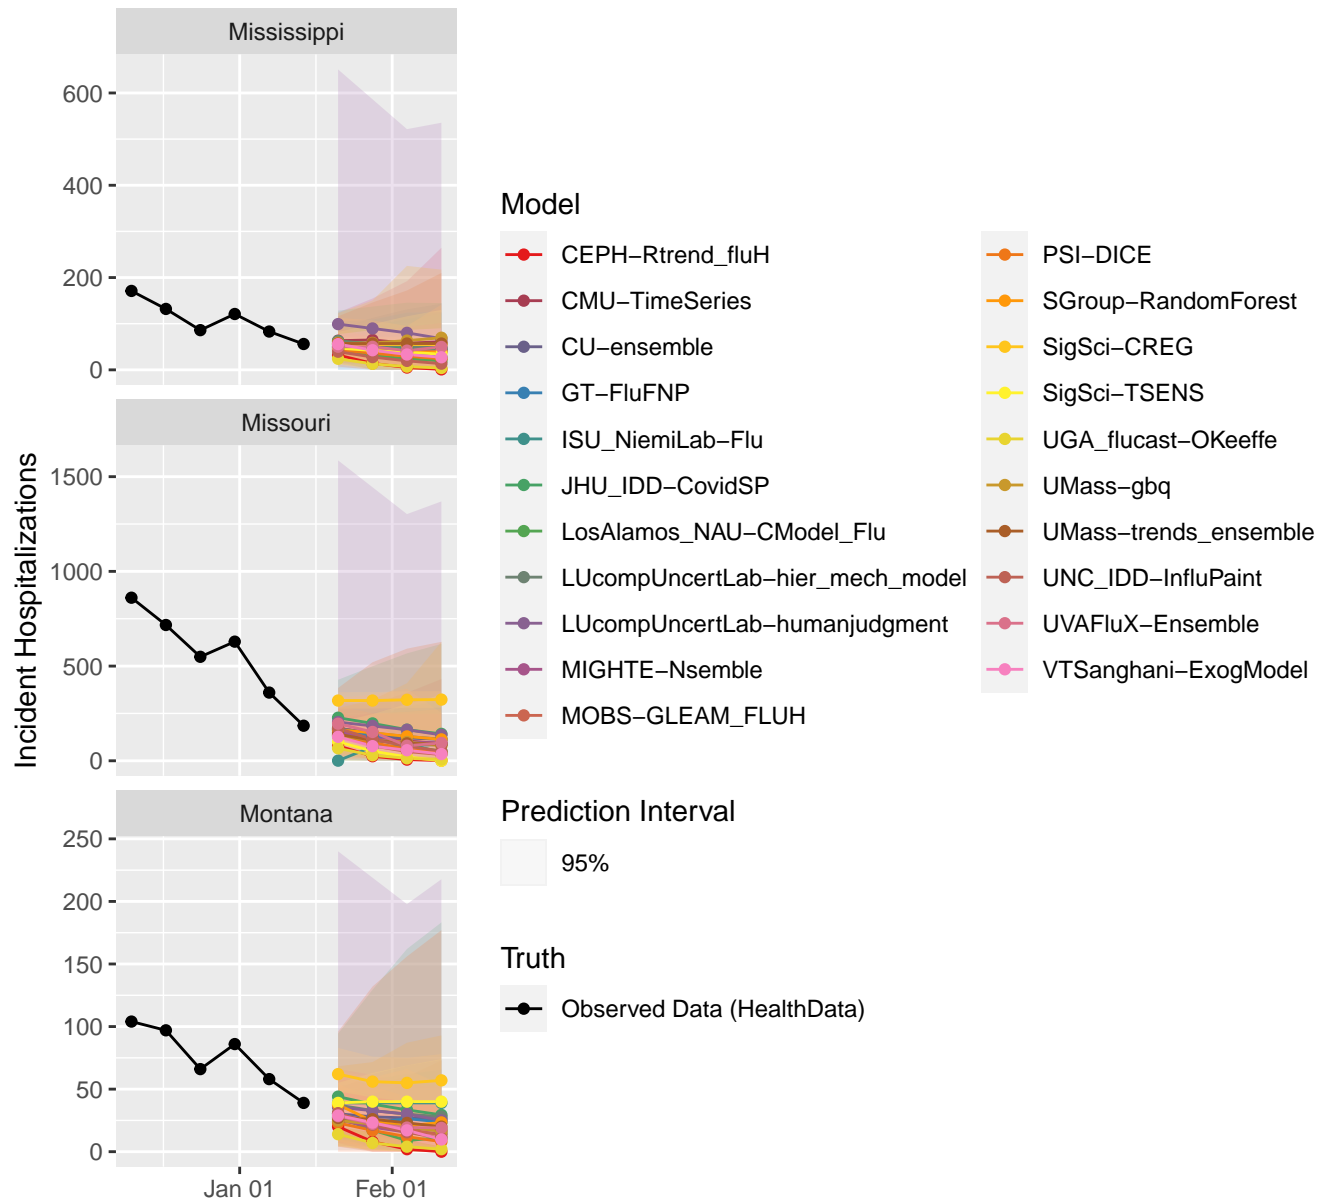 Mississippi
600
400
200
0
Missouri
1500
1000
500
0
Montana
250
200
150
100
50
0
Jan 01
Feb 01
Incident Hospitalizations
Model
CEPH−Rtrend_fluH
CMU−TimeSeries
CU−ensemble
GT−FluFNP
ISU_NiemiLab−Flu
JHU_IDD−CovidSP
LosAlamos_NAU−CModel_Flu
LUcompUncertLab−hier_mech_model
LUcompUncertLab−humanjudgment
MIGHTE−Nsemble
MOBS−GLEAM_FLUH
PSI−DICE
SGroup−RandomForest
SigSci−CREG
SigSci−TSENS
UGA_flucast−OKeeffe
UMass−gbq
UMass−trends_ensemble
UNC_IDD−InfluPaint
UVAFluX−Ensemble
VTSanghani−ExogModel
Prediction Interval
95%
Truth
Observed Data (HealthData)